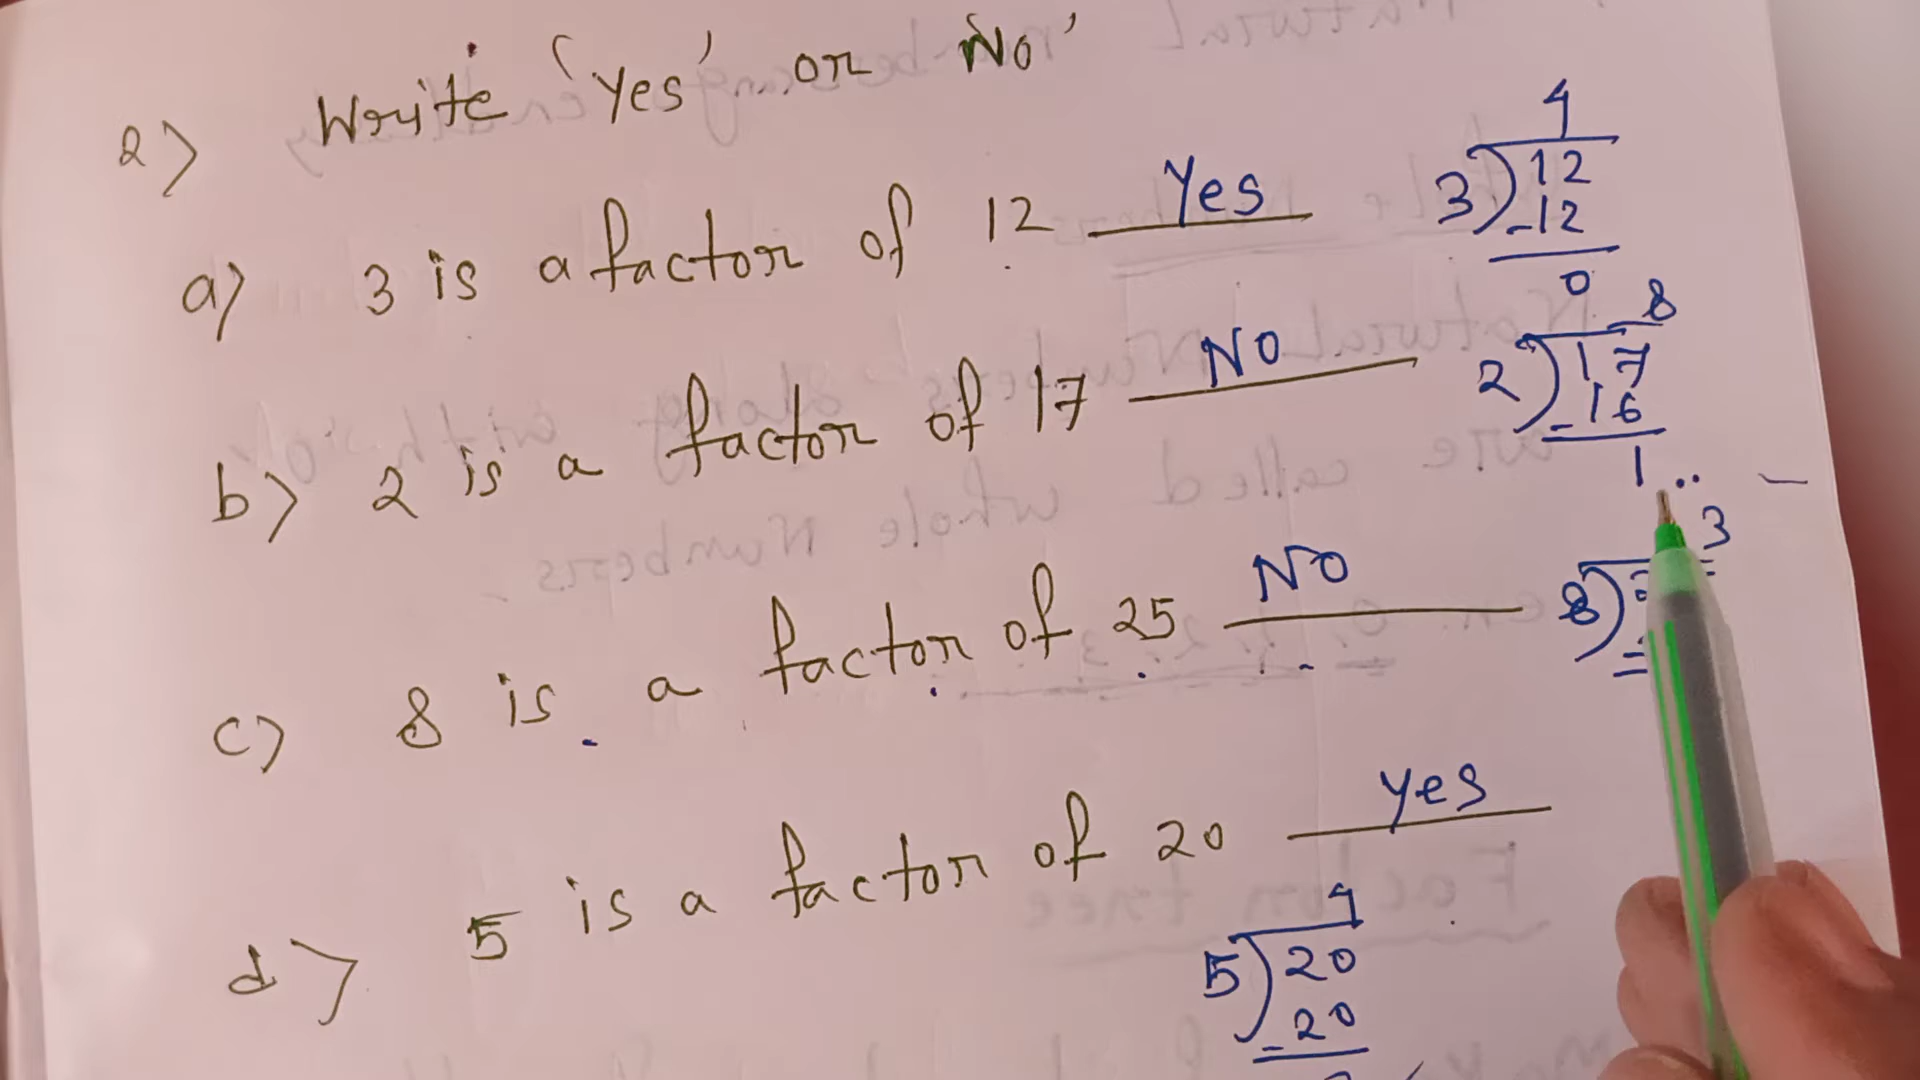 2) Write 'Yes' or 'No'
a) 3 is a factor of 12 Yes
4
3)12
-12
0
b) 2 is a factor of 17 NO
8
2)17
-16
1
c) 8 is a factor of 25 NO
3
8)
d) 5 is a factor of 20 yes
4
5)20
-20